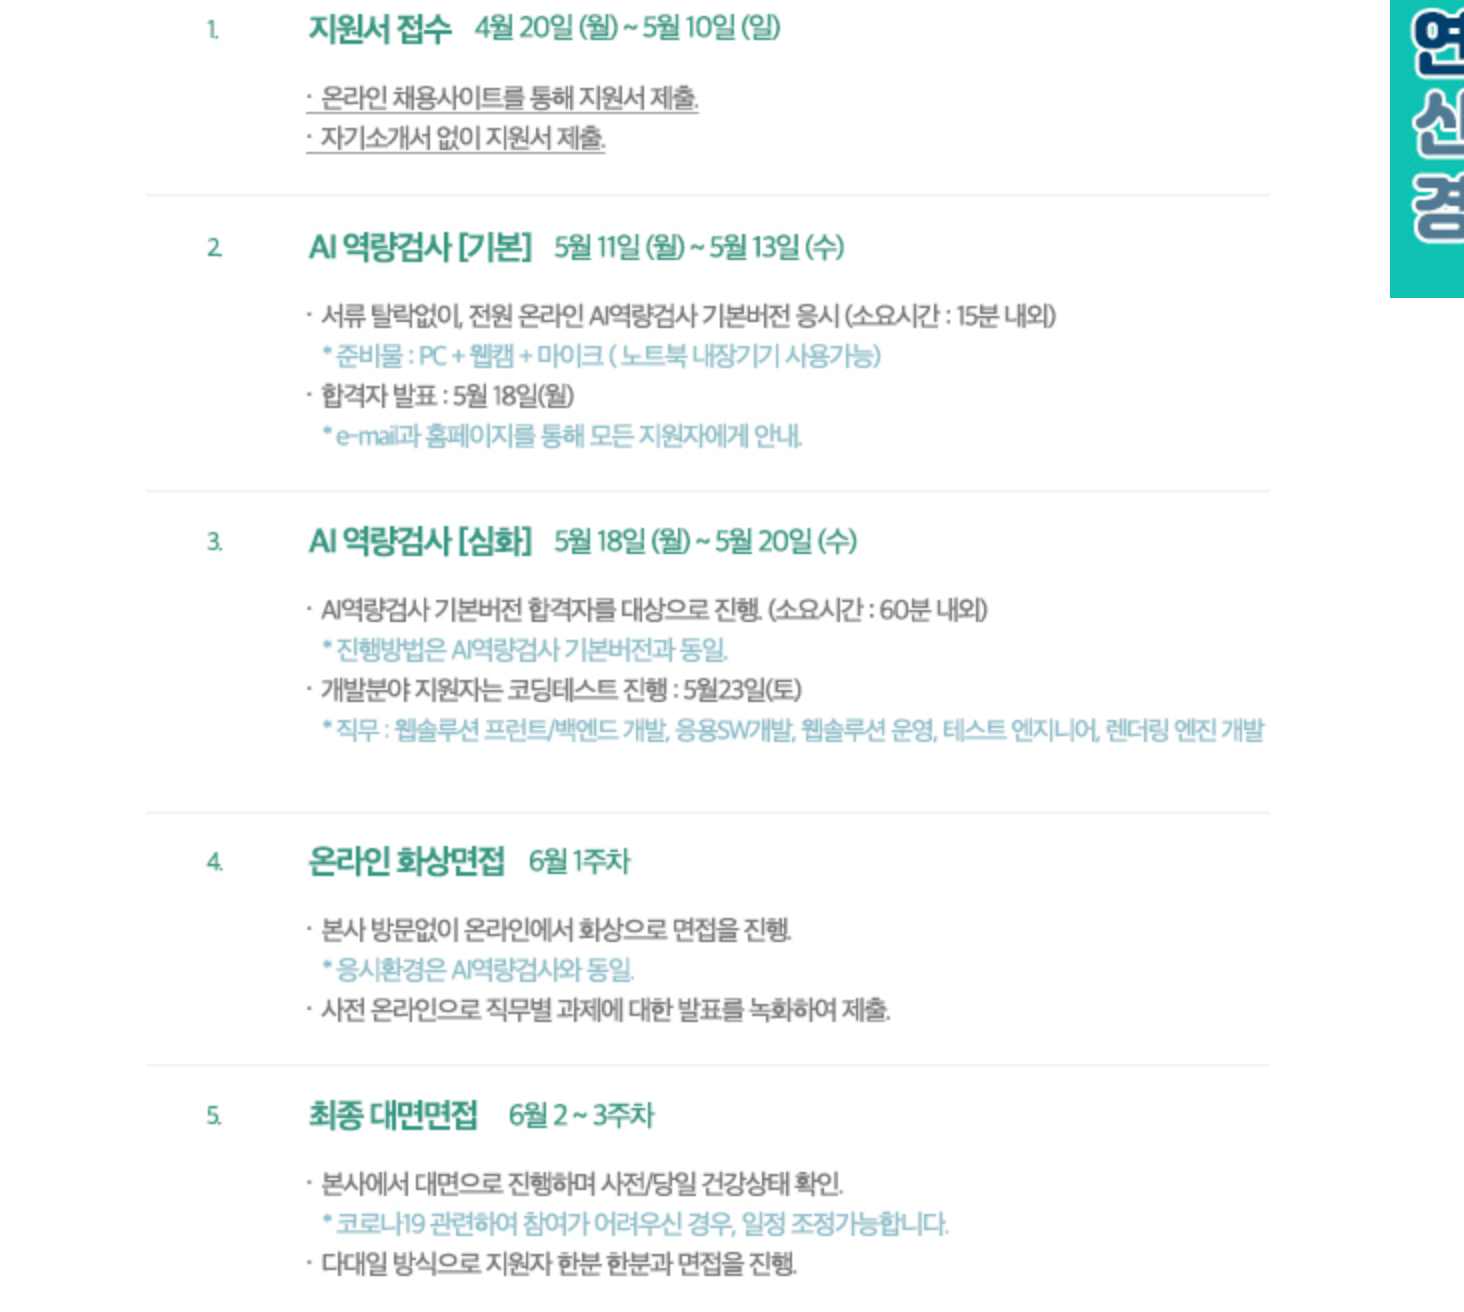 1. 지원서 접수 4월 20일 (월) ~ 5월 10일 (일)
· 온라인 채용사이트를 통해 지원서 제출.
· 자기소개서 없이 지원서 제출.
2. AI 역량검사 [기본] 5월 11일 (월) ~ 5월 13일 (수)
· 서류 탈락없이, 전원 온라인 AI역량검사 기본버전 응시 (소요시간 : 15분 내외)
* 준비물 : PC + 웹캠 + 마이크 ( 노트북 내장기기 사용가능)
· 합격자 발표 : 5월 18일(월)
* e-mail과 홈페이지를 통해 모든 지원자에게 안내.
3. AI 역량검사 [심화] 5월 18일 (월) ~ 5월 20일 (수)
· AI역량검사 기본버전 합격자를 대상으로 진행. (소요시간 : 60분 내외)
* 진행방법은 AI역량검사 기본버전과 동일.
· 개발분야 지원자는 코딩테스트 진행 : 5월23일(토)
* 직무 : 웹솔루션 프런트/백엔드 개발, 응용SW개발, 웹솔루션 운영, 테스트 엔지니어, 렌더링 엔진 개발
4. 온라인 화상면접 6월 1주차
· 본사 방문없이 온라인에서 화상으로 면접을 진행.
* 응시환경은 AI역량검사와 동일.
· 사전 온라인으로 직무별 과제에 대한 발표를 녹화하여 제출.
5. 최종 대면면접 6월 2 ~ 3주차
· 본사에서 대면으로 진행하며 사전/당일 건강상태 확인.
* 코로나19 관련하여 참여가 어려우신 경우, 일정 조정가능합니다.
· 다대일 방식으로 지원자 한분 한분과 면접을 진행.
연
신
경